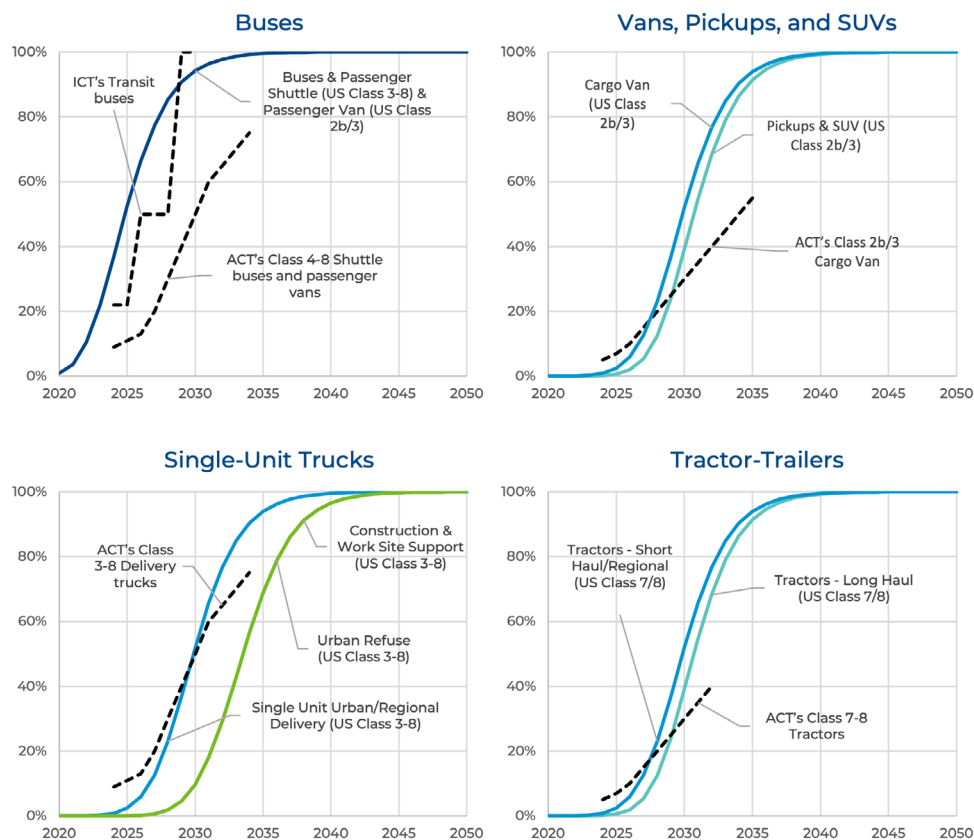 Buses
100%
80%
60%
40%
20%
0%
2020 2025 2030 2035 2040 2045 2050
ICT's Transit
buses
Buses & Passenger
Shuttle (US Class 3-8) &
Passenger Van (US
Class 2b/3)
ACT's Class 4-8 Shuttle
buses and passenger
vans
Vans, Pickups, and SUVs
100%
80%
60%
40%
20%
0%
2020 2025 2030 2035 2040 2045 2050
Cargo Van
(US Class
2b/3)
Pickups & SUV (US
Class 2b/3)
ACT's Class 2b/3
Cargo Van
Single-Unit Trucks
100%
80%
60%
40%
20%
0%
2020 2025 2030 2035 2040 2045 2050
ACT's Class
3-8 Delivery
trucks
Construction &
Work Site Support
(US Class 3-8)
Urban Refuse
(US Class 3-8)
Single Unit Urban/Regional
Delivery (US Class 3-8)
Tractor-Trailers
100%
80%
60%
40%
20%
0%
2020 2025 2030 2035 2040 2045 2050
Tractors - Short
Haul/Regional
(US Class 7/8)
Tractors - Long Haul
(US Class 7/8)
ACT's Class 7-8
Tractors